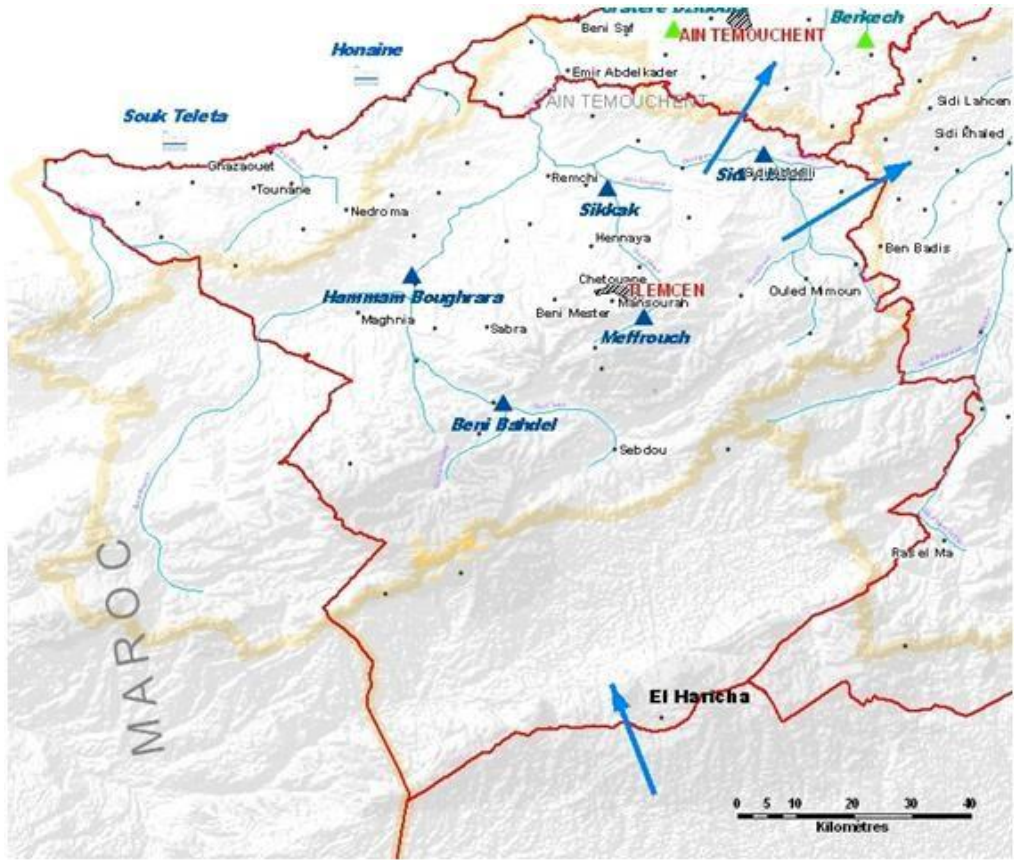 Beni Saf
AIN TEMOUCHENT
Berkech
Honaine
Emir Abdelkader
AIN TEMOUCHENT
Sidi Lahcen
Souk Teleta
Sidi Khaled
Ghazaouet
Tounane
Remchi
Nedroma
Sikkak
Hennaya
Ben Badis
Chetouane
Hammam Boughrara
TLEMCEN
Ouled Mimoun
Mansourah
Maghnia
Beni Mester
Sabra
Meffrouch
Beni Bahdel
Sebdou
Ras el Ma
MAROC
El Haricha
0 5 10 20 30 40
Kilomètres